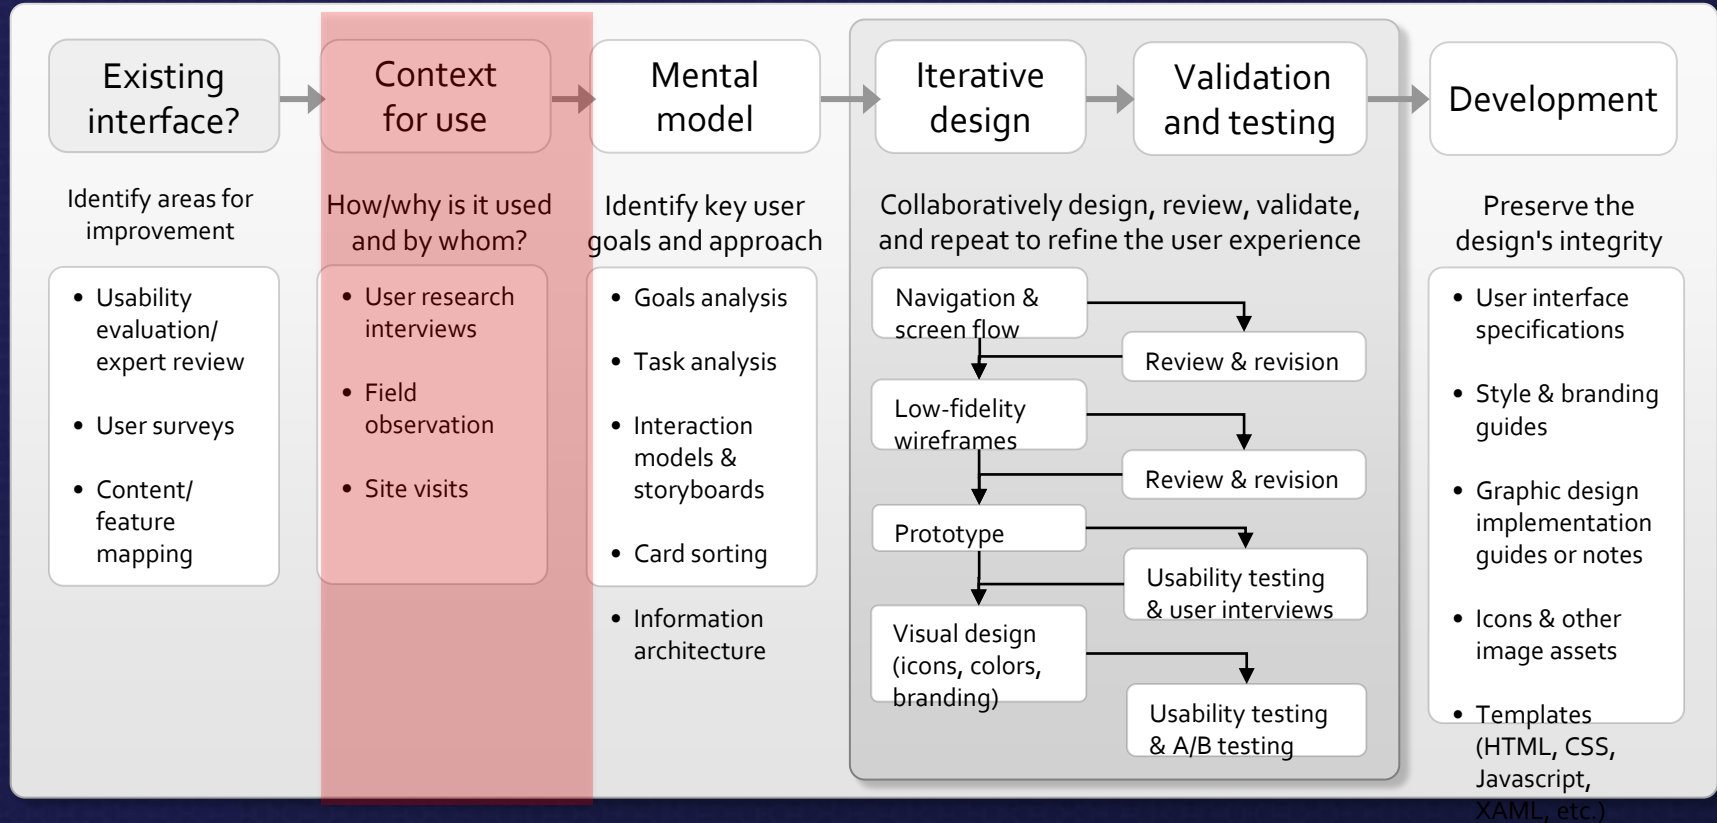 Existing
interface?
Context
for use
Mental
model
Iterative
design
Validation
and testing
Development
Identify areas for
improvement
How/why is it used
and by whom?
Identify key user
goals and approach
Collaboratively design, review, validate,
and repeat to refine the user experience
Preserve the
design's integrity
• Usability
evaluation/
expert review
• User surveys
• Content/
feature
mapping
• User research
interviews
• Field
observation
• Site visits
• Goals analysis
• Task analysis
• Interaction
models &
storyboards
• Card sorting
• Information
architecture
Navigation &
screen flow
Review & revision
Low-fidelity
wireframes
Review & revision
Prototype
Usability testing
& user interviews
Visual design
(icons, colors,
branding)
Usability testing
& A/B testing
• User interface
specifications
• Style & branding
guides
• Graphic design
implementation
guides or notes
• Icons & other
image assets
• Templates
(HTML, CSS,
Javascript,
XAML, etc.)